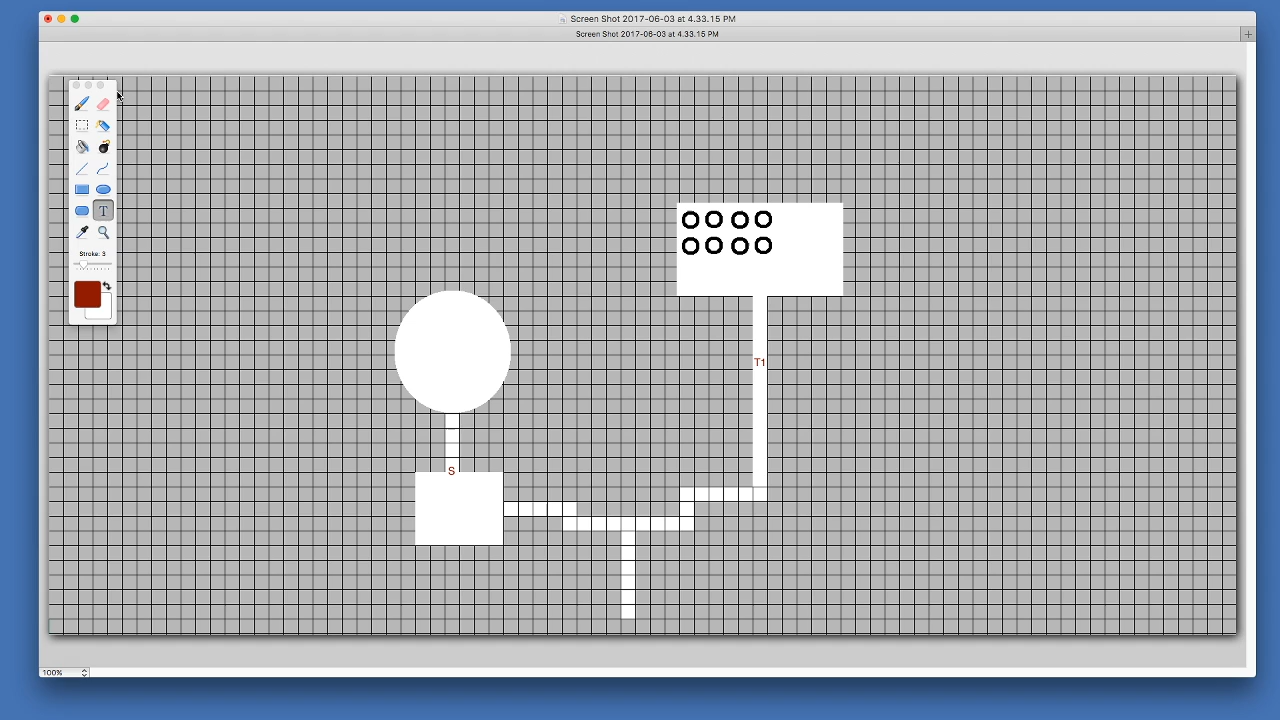 Screen Shot 2017-06-03 at 4.33.15 PM
Screen Shot 2017-06-03 at 4.33.15 PM
T
Stroke: 3
T1
S
100%